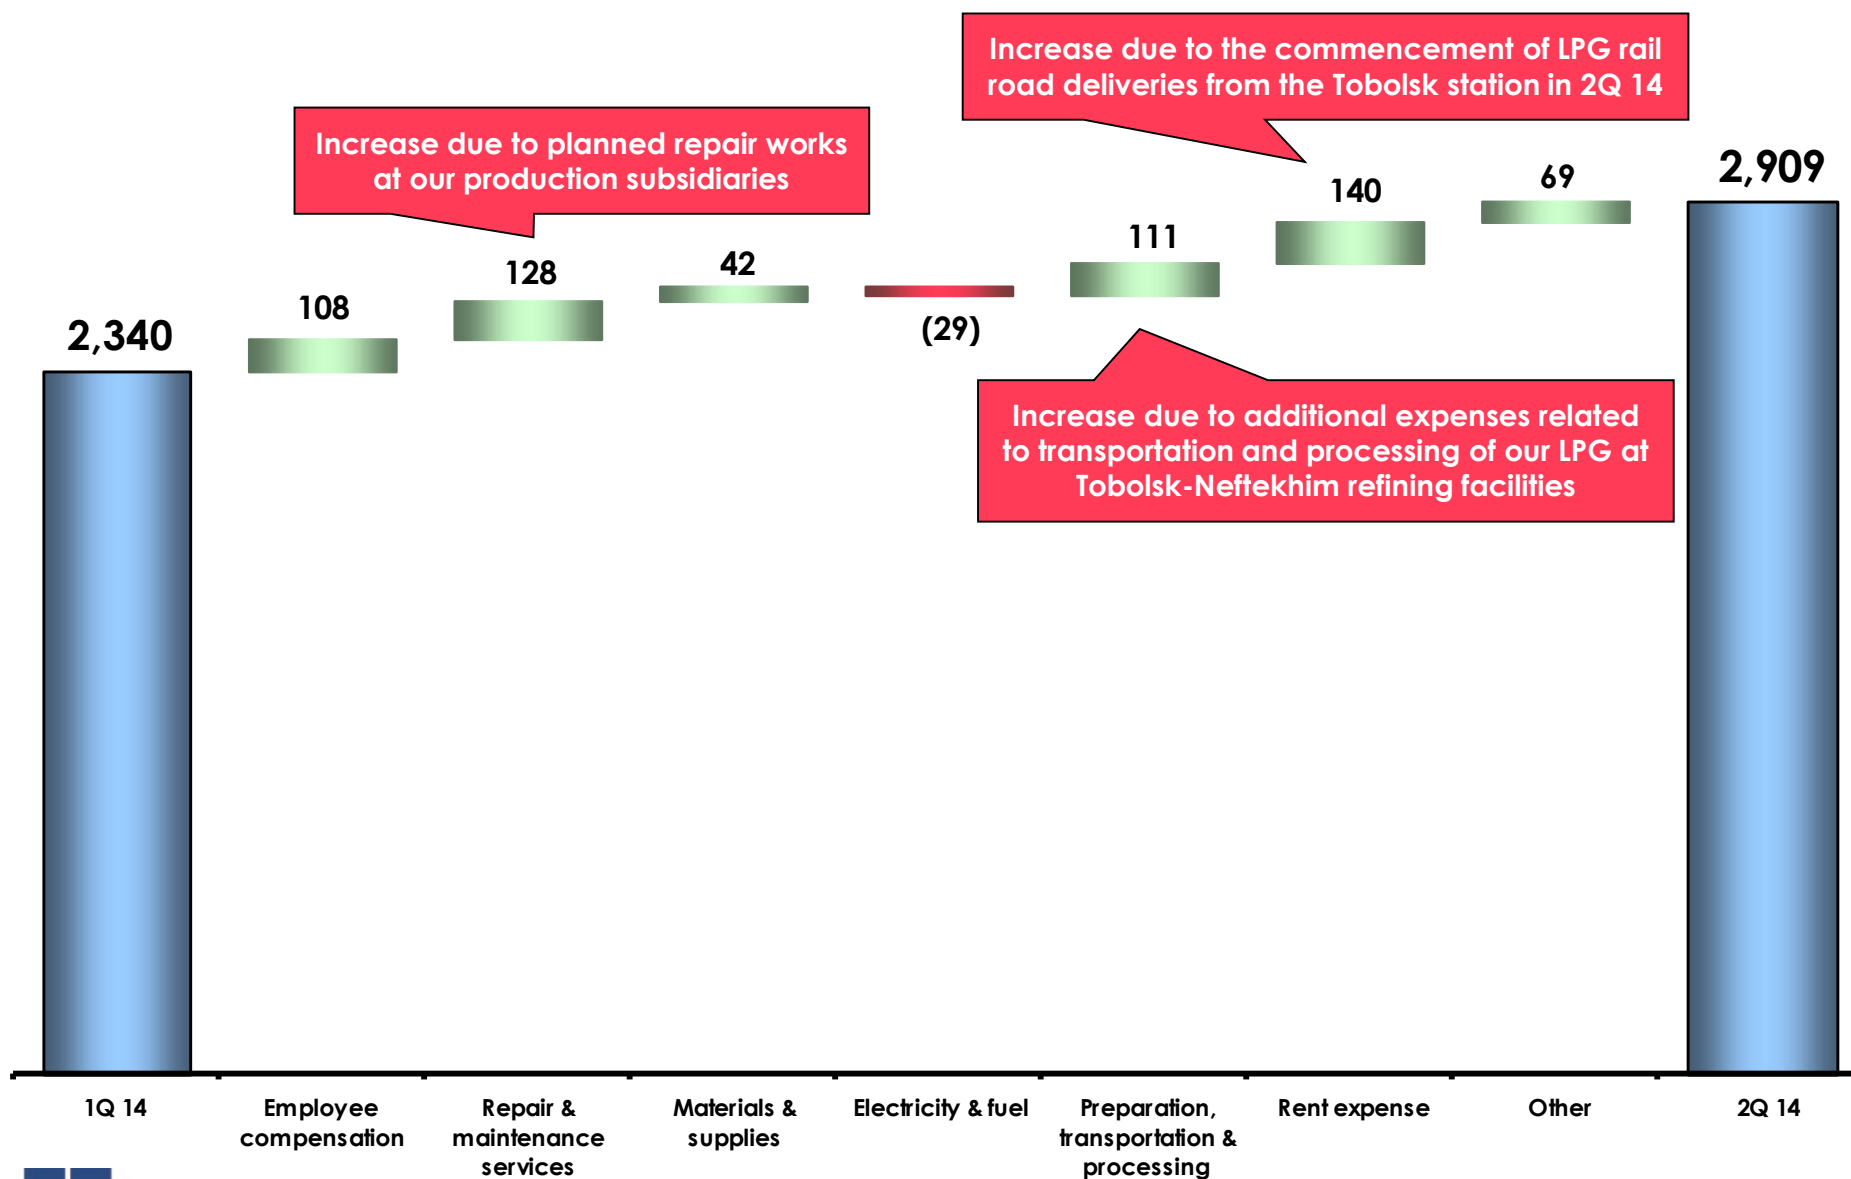 Increase due to the commencement of LPG rail
road deliveries from the Tobolsk station in 2Q 14
Increase due to planned repair works
at our production subsidiaries
2,340
108
128
42
(29)
111
140
69
2,909
Increase due to additional expenses related
to transportation and processing of our LPG at
Tobolsk-Neftekhim refining facilities
1Q 14
Employee
compensation
Repair &
maintenance
services
Materials &
supplies
Electricity & fuel
Preparation,
transportation &
processing
Rent expense
Other
2Q 14